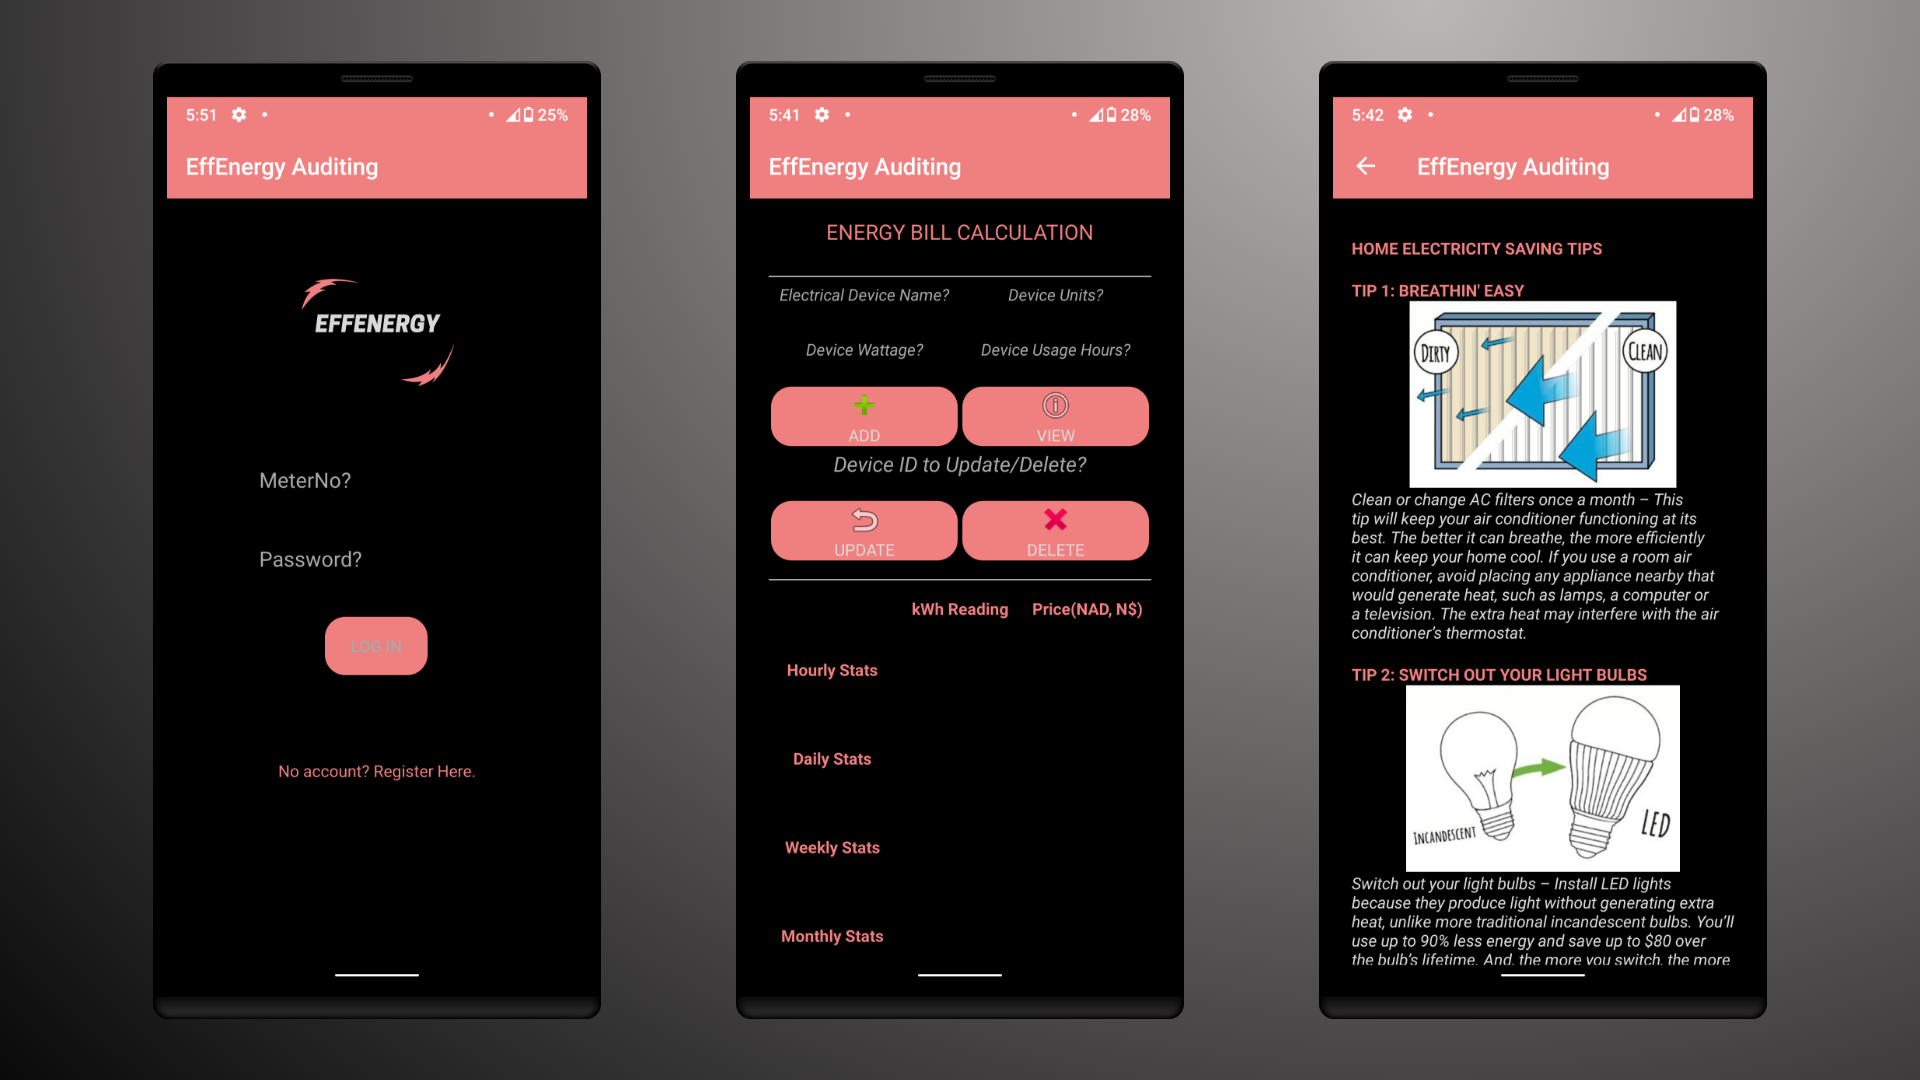 5:51
25%
EffEnergy Auditing
EFFENERGY
MeterNo?
Password?
LOG IN
No account? Register Here.
5:41
28%
EffEnergy Auditing
ENERGY BILL CALCULATION
Electrical Device Name?
Device Units?
Device Wattage?
Device Usage Hours?
ADD
VIEW
Device ID to Update/Delete?
UPDATE
DELETE
kWh Reading
Price(NAD, N$)
Hourly Stats
Daily Stats
Weekly Stats
Monthly Stats
5:42
28%
EffEnergy Auditing
HOME ELECTRICITY SAVING TIPS
TIP 1: BREATHIN' EASY
DIRTY
CLEAN
Clean or change AC filters once a month – This
tip will keep your air conditioner functioning at its
best. The better it can breathe, the more efficiently
it can keep your home cool. If you use a room air
conditioner, avoid placing any appliance nearby that
would generate heat, such as lamps, a computer or
a television. The extra heat may interfere with the air
conditioner's thermostat.
TIP 2: SWITCH OUT YOUR LIGHT BULBS
INCANDESCENT
LED
Switch out your light bulbs – Install LED lights
because they produce light without generating extra
heat, unlike more traditional incandescent bulbs. You'll
use up to 90% less energy and save up to $80 over
the bulb's lifetime. And, the more you switch, the more